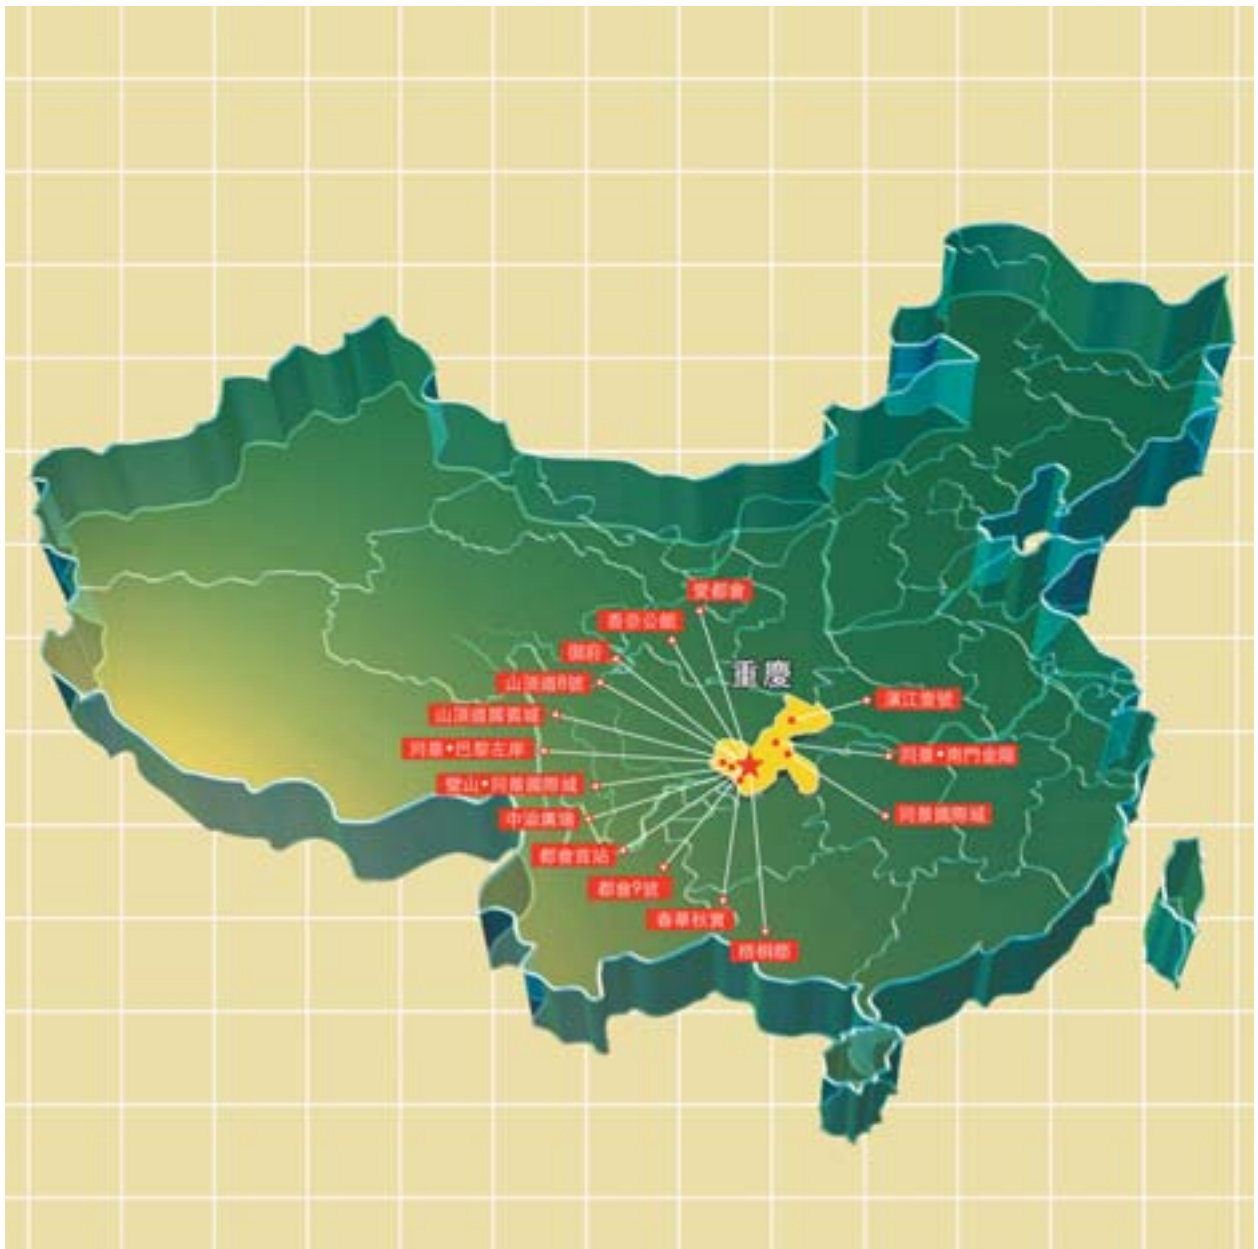 愛都會
香奈公館
御府
重慶
山頂道8號
濱江壹號
山頂道國賓城
同景•巴黎左岸
同景•南門金階
璧山•同景國際城
中渝廣場
同景國際城
都會首站
都會9號
春華秋實
梧桐郡